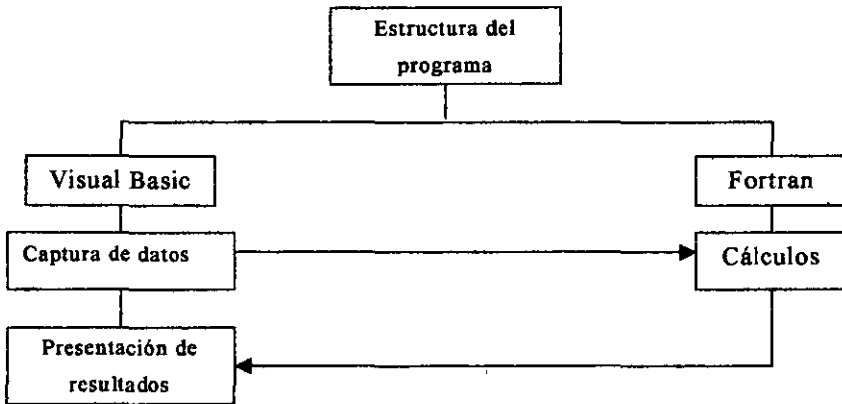 Estructura del
programa
Visual Basic
Fortran
Captura de datos
Cálculos
Presentación de
resultados